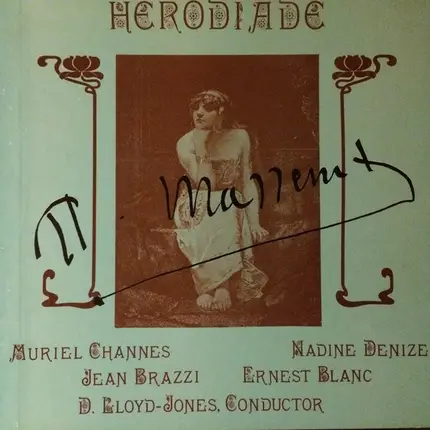 HERODIADE
Massenet
MURIEL CHANNES NADINE DENIZE
JEAN BRAZZI ERNEST BLANC
D. LLOYD-JONES, CONDUCTOR